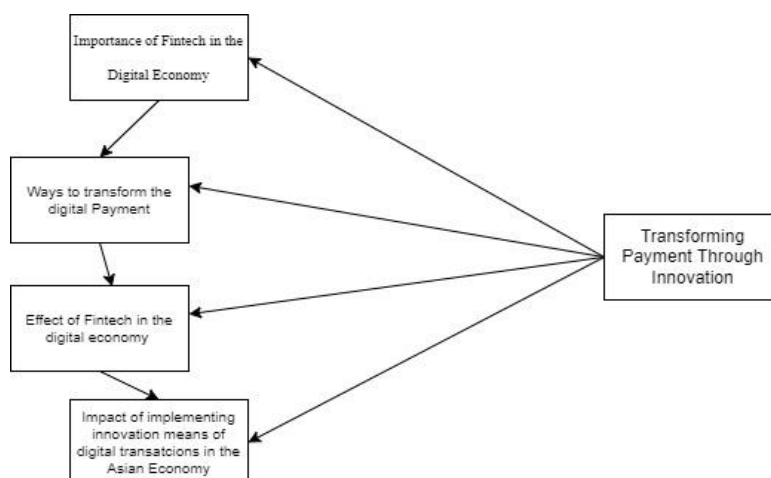 Importance of Fintech in the
Digital Economy
Ways to transform the
digital Payment
Effect of Fintech in the
digital economy
Impact of implementing
innovation means of
digital transatcions in the
Asian Economy
Transforming
Payment Through
Innovation